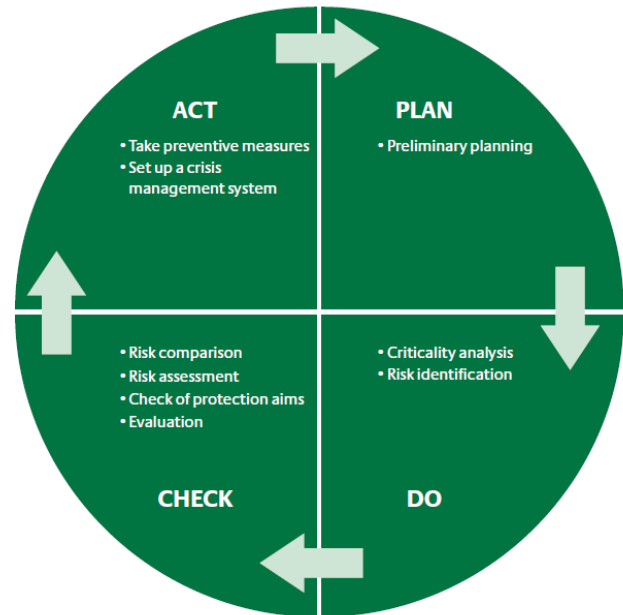 ACT
• Take preventive measures
• Set up a crisis
management system
PLAN
• Preliminary planning
• Risk comparison
• Risk assessment
• Check of protection aims
• Evaluation
CHECK
• Criticality analysis
• Risk identification
DO